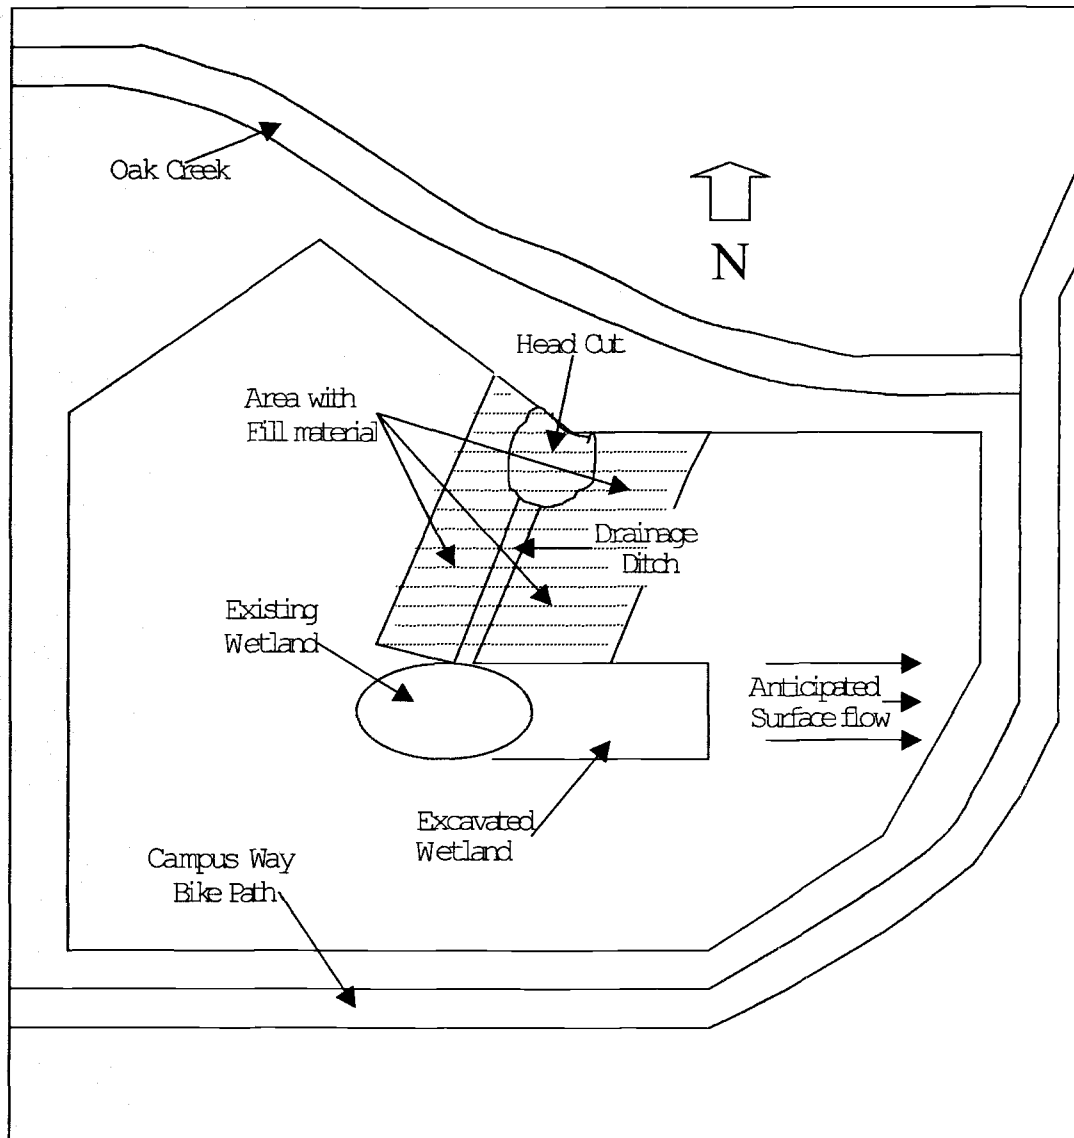 Oak Creek
N
Head Cut
Area with
Fill material
Drainage
Ditch
Existing
Wetland
Anticipated
Surface flow
Excavated
Wetland
Campus Way
Bike Path